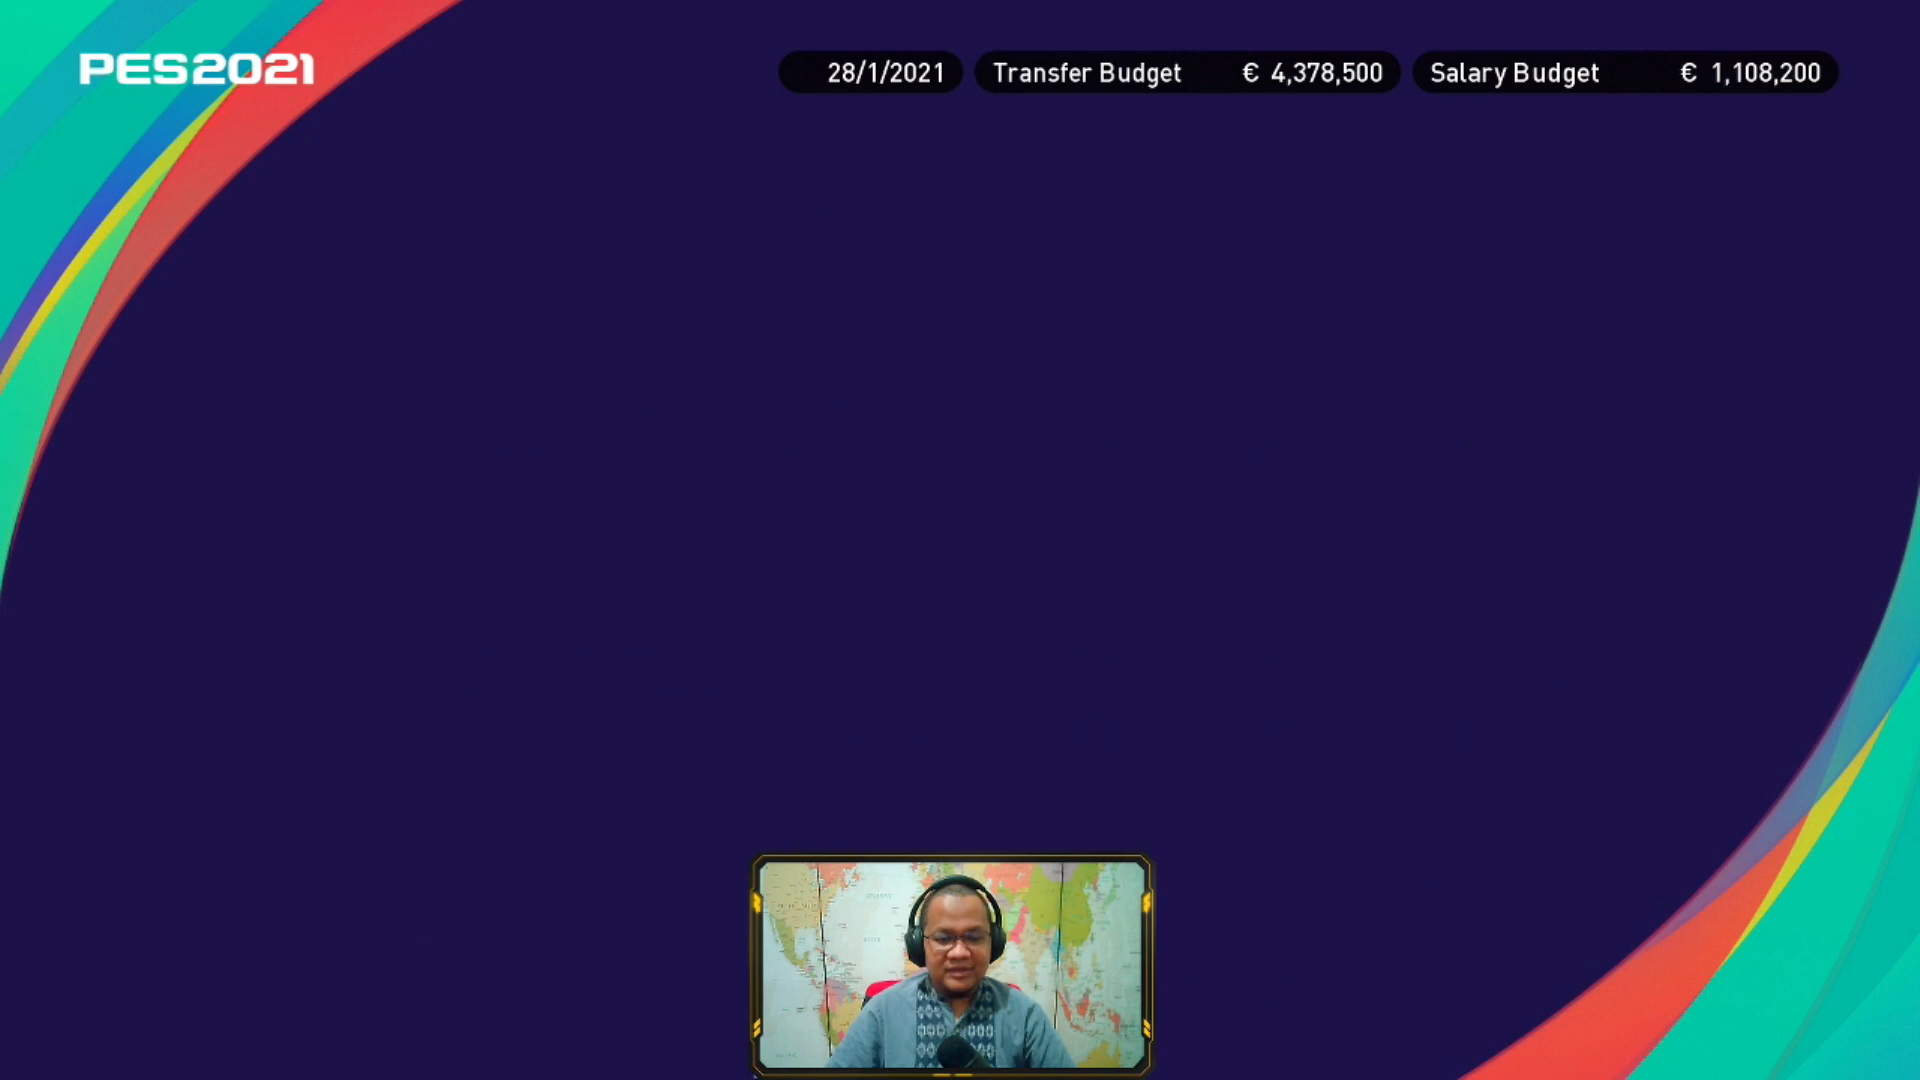 PES2021
28/1/2021 Transfer Budget € 4,378,500 Salary Budget € 1,108,200